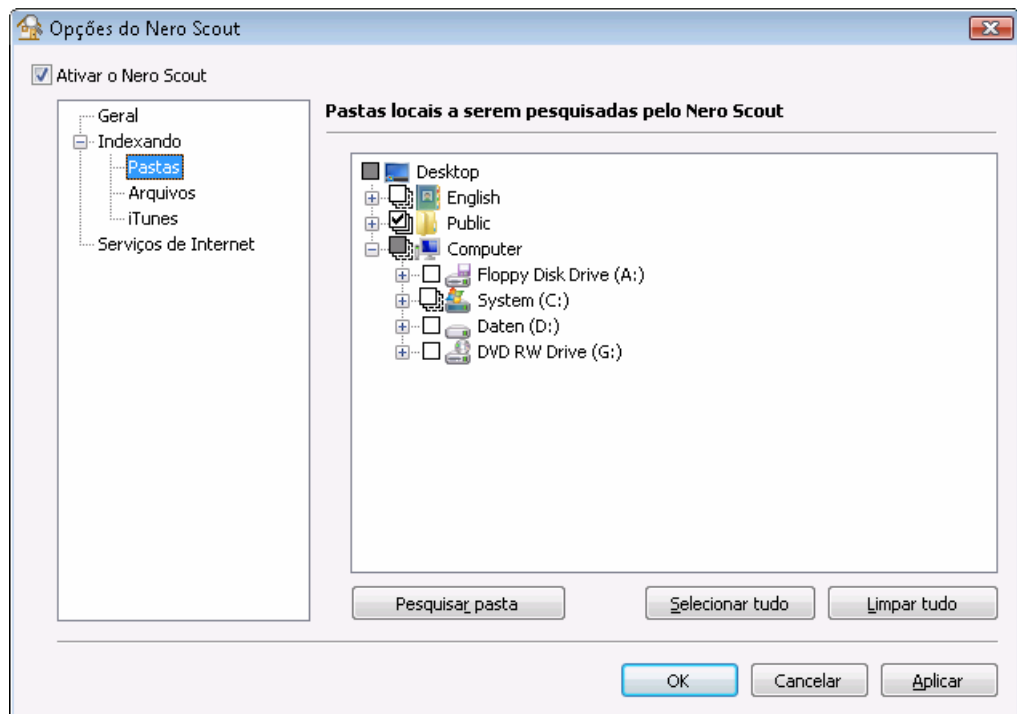 Opções do Nero Scout
Ativar o Nero Scout
Geral
Indexando
Pastas
Arquivos
iTunes
Serviços de Internet
Pastas locais a serem pesquisadas pelo Nero Scout
Desktop
English
Public
Computer
Floppy Disk Drive (A:)
System (C:)
Daten (D:)
DVD RW Drive (G:)
Pesquisar pasta
Selecionar tudo
Limpar tudo
OK
Cancelar
Aplicar